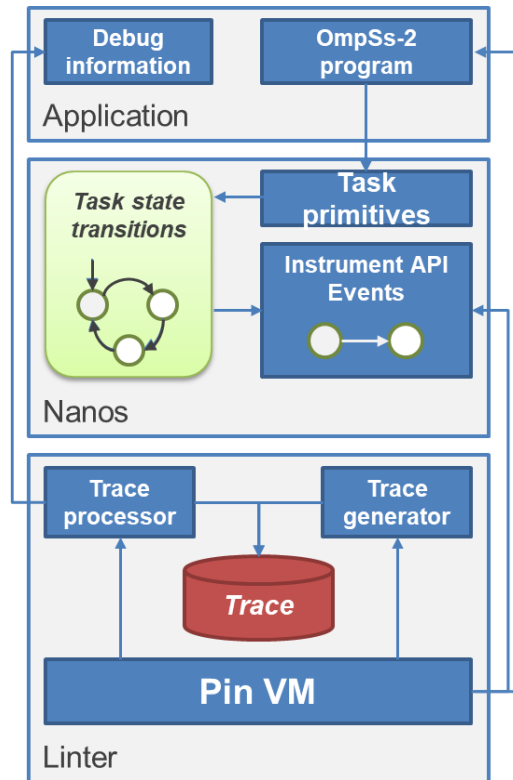 Debug
information
OmpSs-2
program
Application
Task state
transitions
Task
primitives
Instrument API
Events
Nanos
Trace
processor
Trace
generator
Trace
Pin VM
Linter